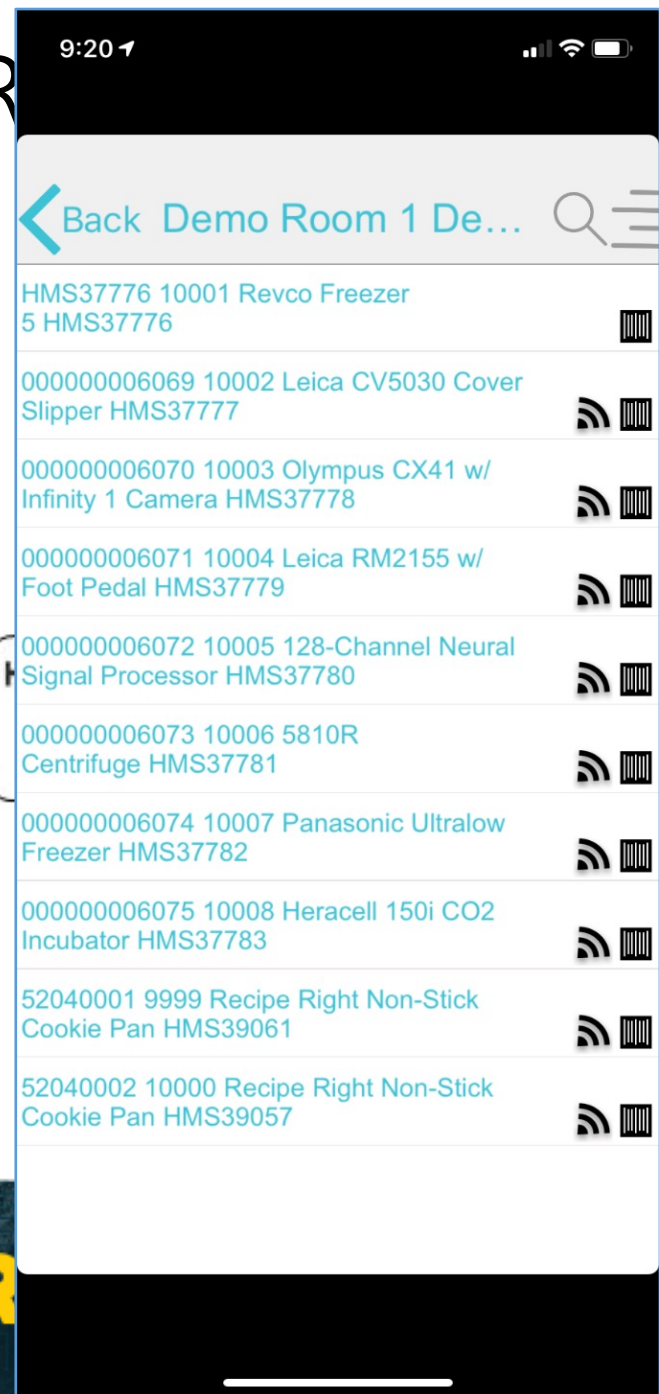 R
9:20
Back Demo Room 1 De...
HMS37776 10001 Revco Freezer
5 HMS37776
000000006069 10002 Leica CV5030 Cover
Slipper HMS37777
000000006070 10003 Olympus CX41 w/
Infinity 1 Camera HMS37778
000000006071 10004 Leica RM2155 w/
Foot Pedal HMS37779
000000006072 10005 128-Channel Neural
Signal Processor HMS37780
000000006073 10006 5810R
Centrifuge HMS37781
000000006074 10007 Panasonic Ultralow
Freezer HMS37782
000000006075 10008 Heracell 150i CO2
Incubator HMS37783
52040001 9999 Recipe Right Non-Stick
Cookie Pan HMS39061
52040002 10000 Recipe Right Non-Stick
Cookie Pan HMS39057